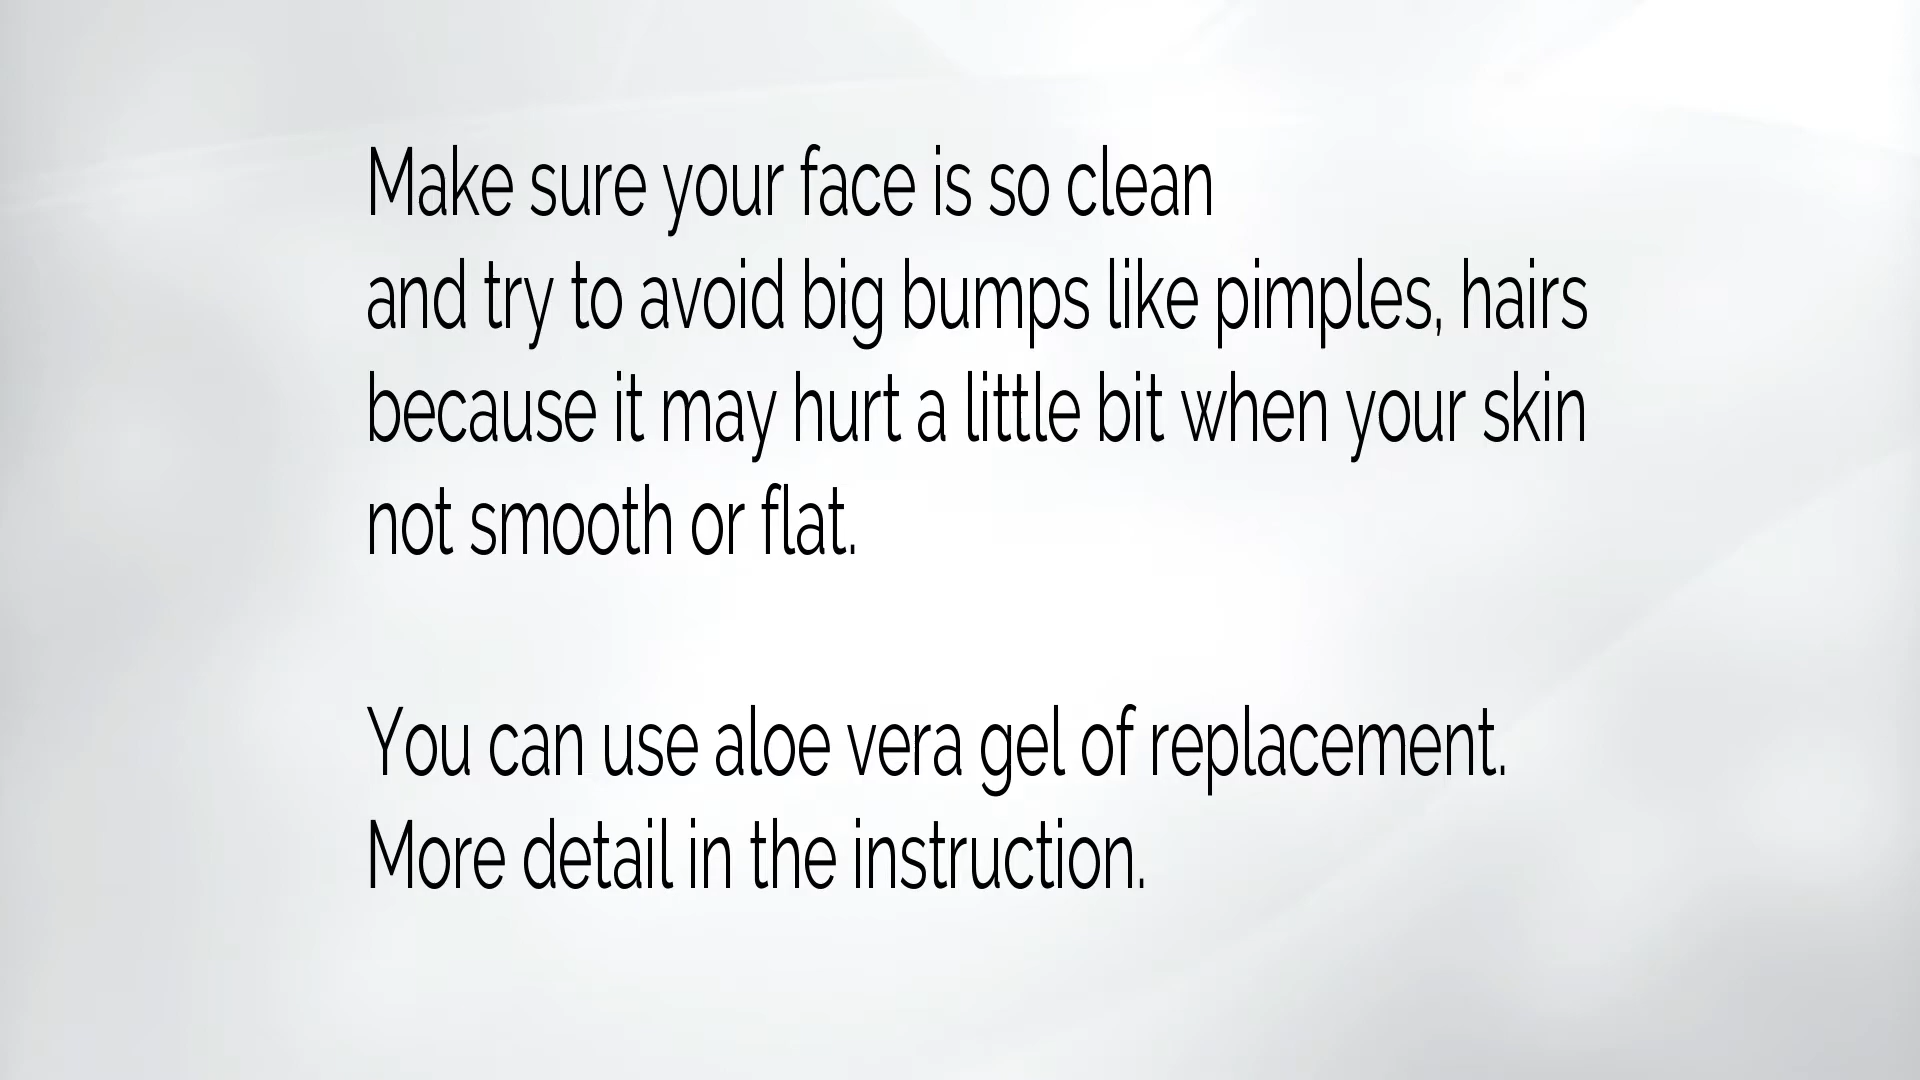 Make sure your face is so clean
and try to avoid big bumps like pimples, hairs
because it may hurt a little bit when your skin
not smooth or flat.
You can use aloe vera gel of replacement.
More detail in the instruction.